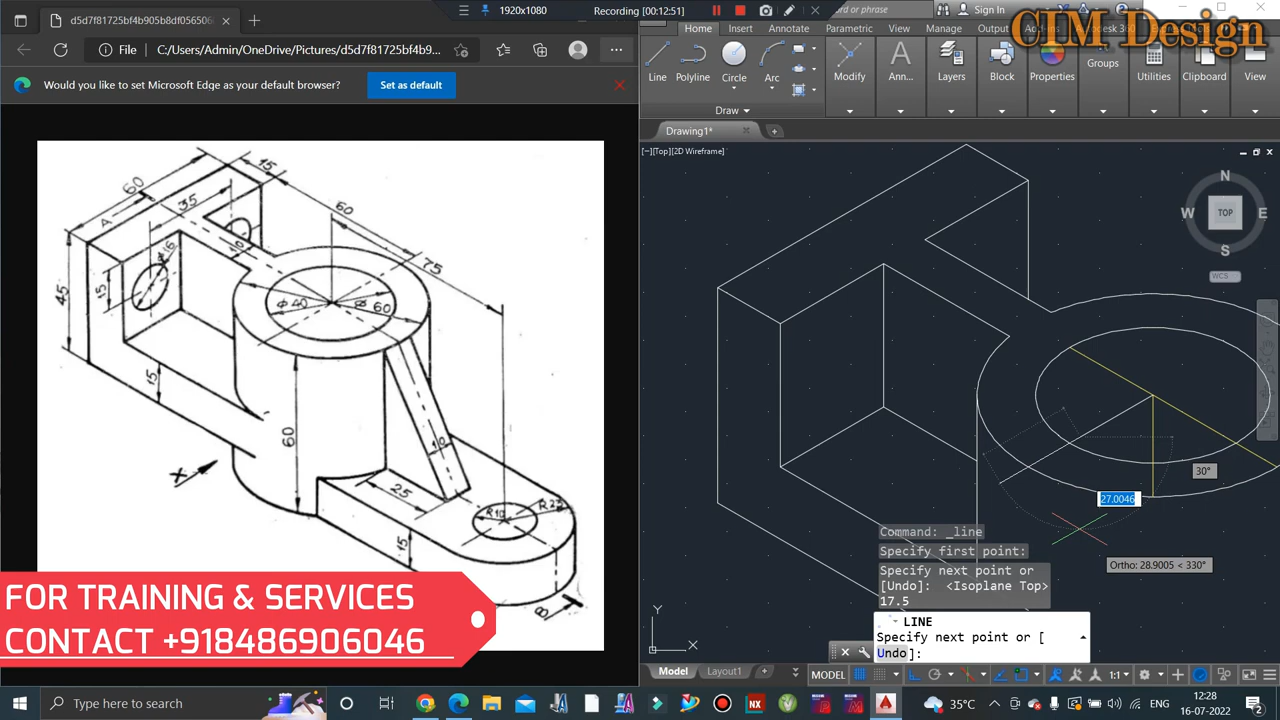 d5d7f81725bf4b905b8df056506
1920x1080
Recording [00:12:51]
or phrase
Sign In
CIM Design
File
C:/Users/Admin/OneDrive/Pictures/d5d7f81725bf4b9...
Would you like to set Microsoft Edge as your default browser?
Set as default
Home
Insert
Annotate
Parametric
View
Manage
Output
Line
Polyline
Circle
Arc
Modify
Ann...
Layers
Block
Properties
Groups
Utilities
Clipboard
View
Draw
Drawing1*
[−][Top][2D Wireframe]
N
W
TOP
E
S
WCS
60
15
35
A
60
75
Ø16
10
45
15
Ø40
Ø60
15
60
10
X
25
R10
15
8
30°
27.0046
Ortho: 28.9005 < 330°
Command: _line
Specify first point:
Specify next point or
[Undo]: <Isoplane Top>
17.5
LINE
Specify next point or [
Undo]:
Y
X
FOR TRAINING & SERVICES
CONTACT +918486906046
Model
Layout1
MODEL
1:1
Type here to search
NX
35°C
ENG
12:28
16-07-2022